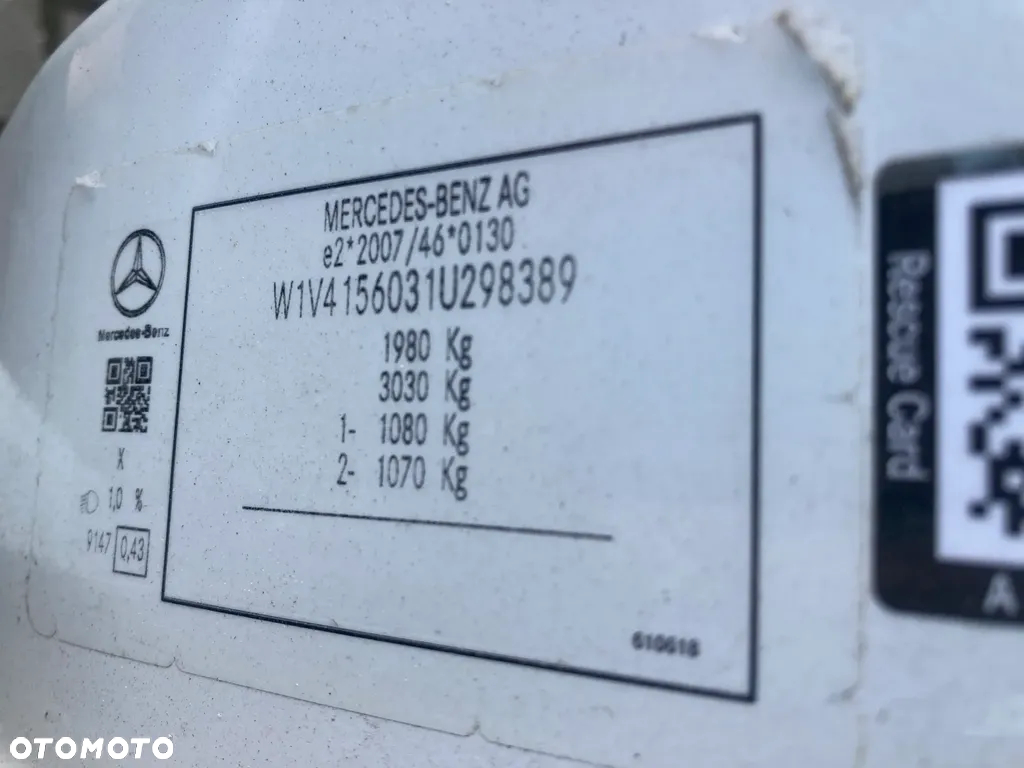 MERCEDES-BENZ AG
e2*2007/46*0130
W1V4156031U298389
1980 Kg
3030 Kg
1- 1080 Kg
2- 1070 Kg
610618
Mercedes-Benz
X
1,0 %
9147 0,43
Rescue Card
A
OTOMOTO